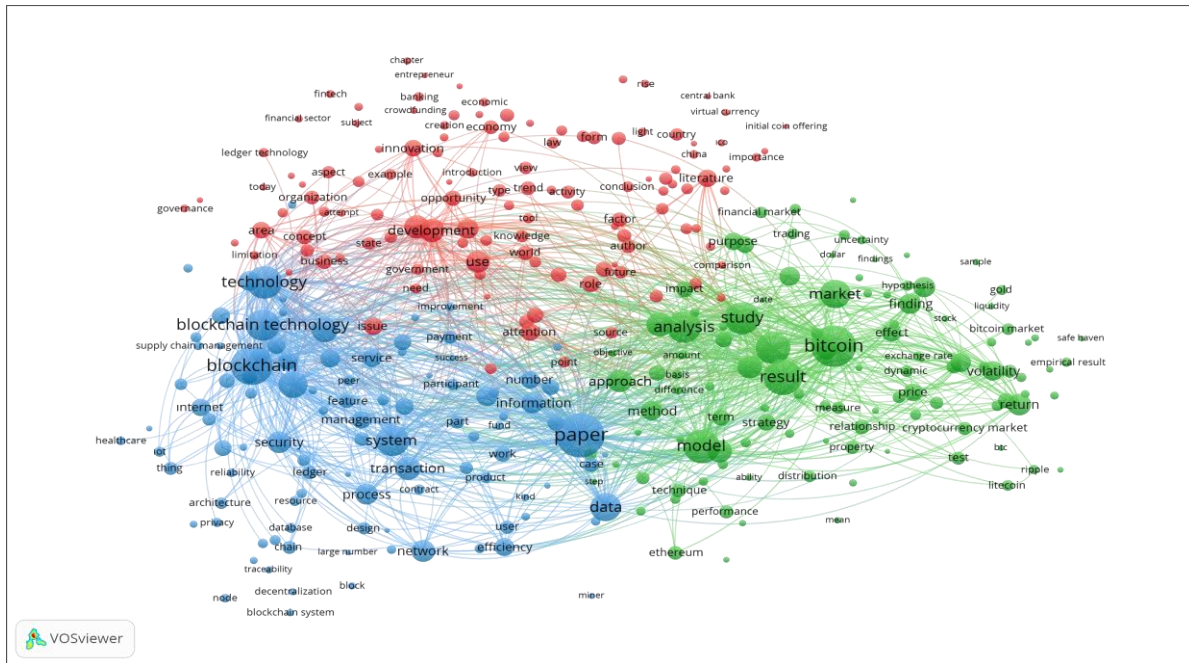 chapter
entrepreneur
rise
fintech
banking
central bank
economic
crowdfunding
virtual currency
financial sector
subject
creation
economy
initial coin offering
light
country
form
law
ico
innovation
ledger technology
china
importance
view
aspect
example
introduction
literature
today
type
trend
activity
conclusion
organization
opportunity
governance
attempt
financial market
tool
factor
area
development
trading
concept
state
knowledge
author
purpose
uncertainty
limitation
business
use
world
dollar
findings
government
future
comparison
sample
technology
need
role
impact
hypothesis
gold
market
date
finding
improvement
liquidity
study
stock
blockchain technology
issue
attention
source
analysis
effect
bitcoin market
payment
safe haven
supply chain management
bitcoin
service
success
objective
amount
exchange rate
empirical result
blockchain
point
dynamic
volatility
peer
participant
number
approach
basis
result
difference
price
feature
information
internet
management
method
measure
return
part
fund
term
strategy
relationship
cryptocurrency market
healthcare
security
system
paper
model
property
btc
iot
work
case
test
thing
reliability
ledger
transaction
product
step
ability
distribution
ripple
resource
contract
technique
litecoin
architecture
process
kind
data
performance
privacy
database
design
user
mean
chain
large number
network
efficiency
ethereum
traceability
decentralization
block
node
miner
blockchain system
VOSviewer